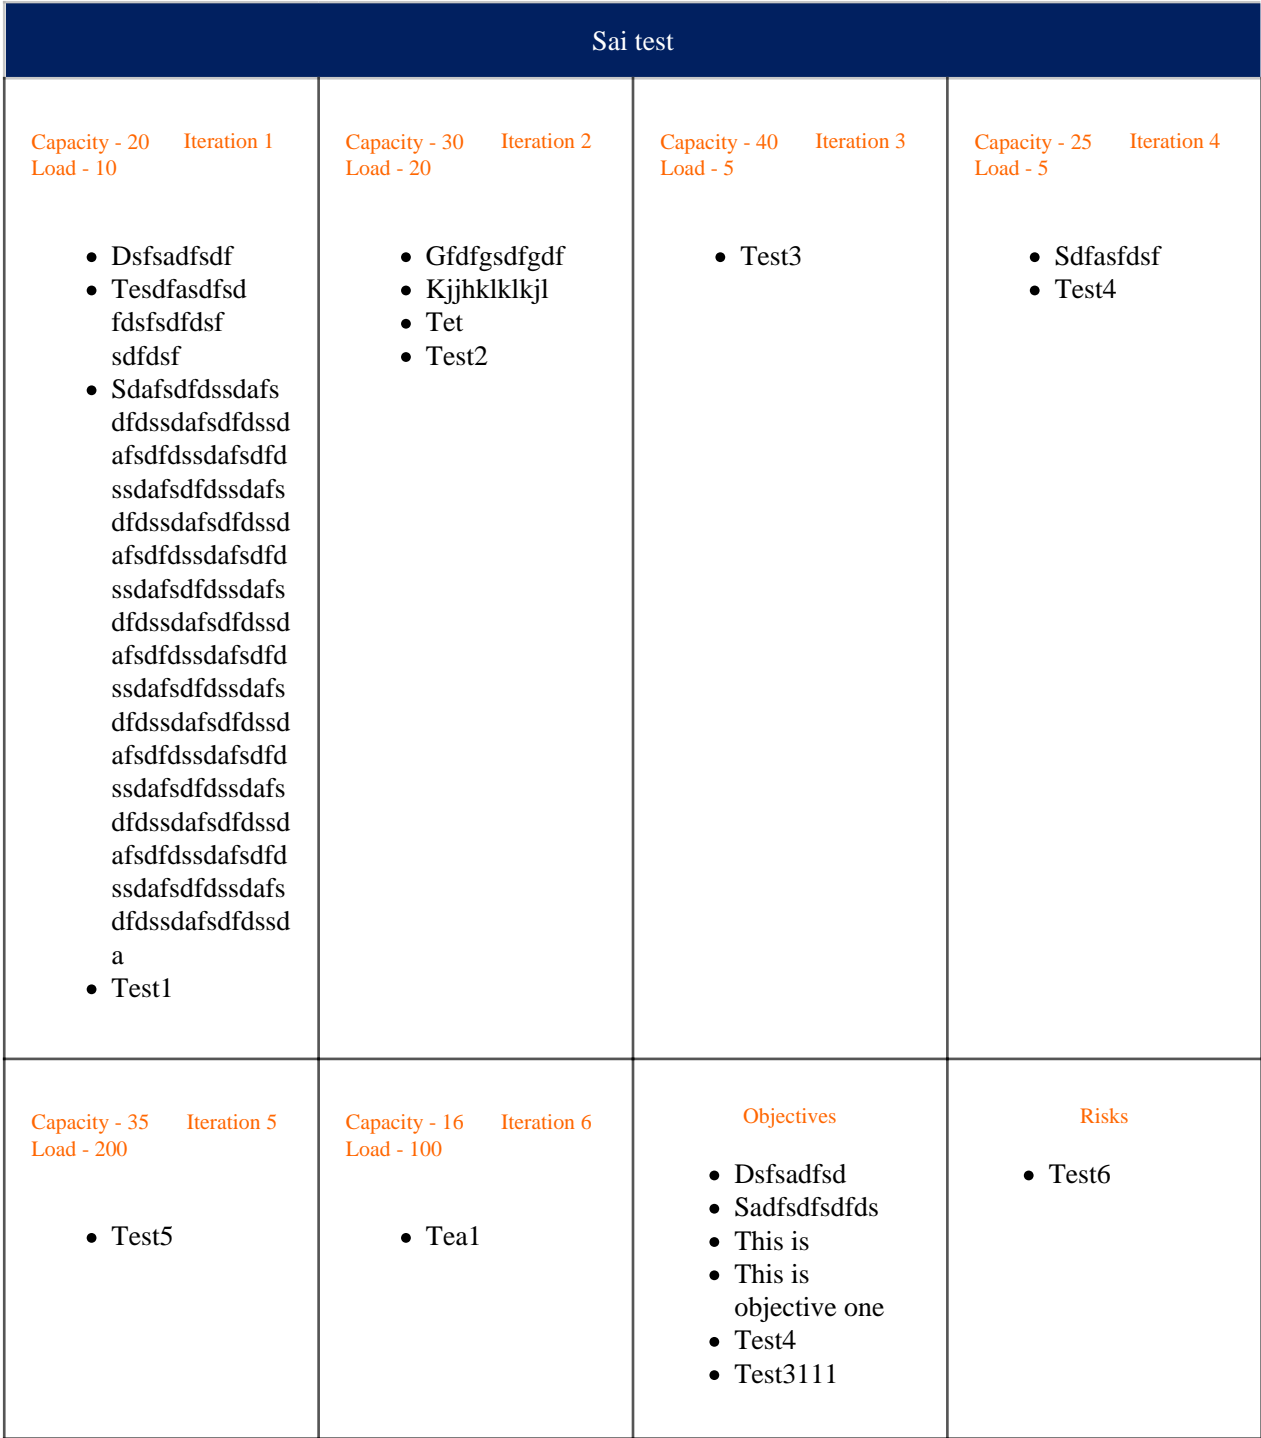 Sai test
Capacity - 20 Iteration 1
Load - 10
Dsfsadfsdf
Tesdfasdfsd
fdsfsdfdsf
sdfdsf
Sdafsdfdssdafs
dfdssdafsdfdssd
afsdfdssdafsdfd
ssdafsdfdssdafs
dfdssdafsdfdssd
afsdfdssdafsdfd
ssdafsdfdssdafs
dfdssdafsdfdssd
afsdfdssdafsdfd
ssdafsdfdssdafs
dfdssdafsdfdssd
afsdfdssdafsdfd
ssdafsdfdssdafs
dfdssdafsdfdssd
afsdfdssdafsdfd
ssdafsdfdssdafs
dfdssdafsdfdssd
a
Test1
Capacity - 30 Iteration 2
Load - 20
Gfdfgsdfgdf
Kjjhklklkjl
Tet
Test2
Capacity - 40 Iteration 3
Load - 5
Test3
Capacity - 25 Iteration 4
Load - 5
Sdfasfdsf
Test4
Capacity - 35 Iteration 5
Load - 200
Test5
Capacity - 16 Iteration 6
Load - 100
Tea1
Objectives
Dsfsadfsd
Sadfsdfsdfds
This is
This is
objective one
Test4
Test3111
Risks
Test6